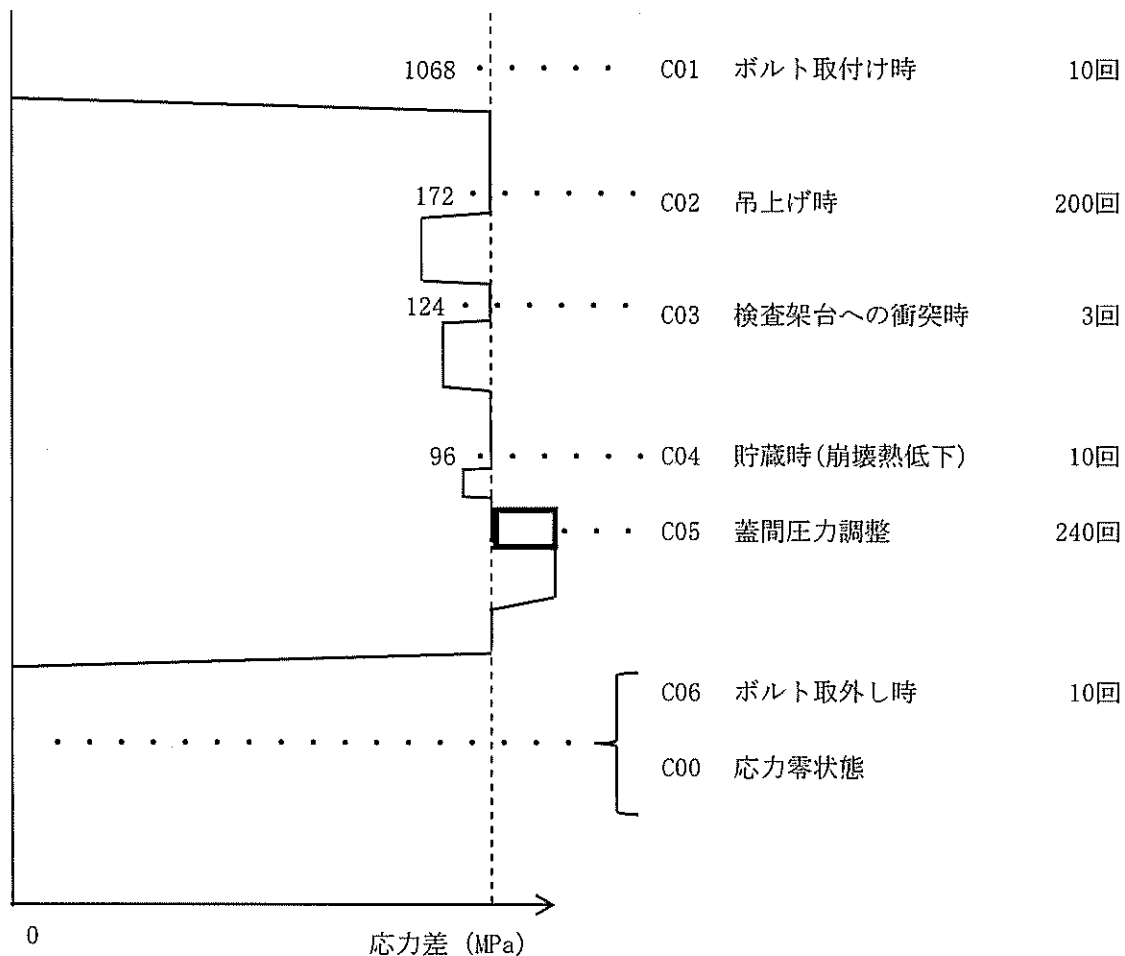 1068 C01 ボルト取付け時 10回
172 C02 吊上げ時 200回
124 C03 検査架台への衝突時 3回
96 C04 貯蔵時(崩壊熱低下) 10回
C05 蓋間圧力調整 240回
C06 ボルト取外し時 10回
C00 応力零状態
0
応力差 (MPa)